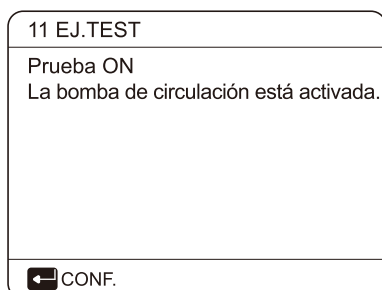 11 EJ.TEST
Prueba ON
La bomba de circulación está activada.
CONF.